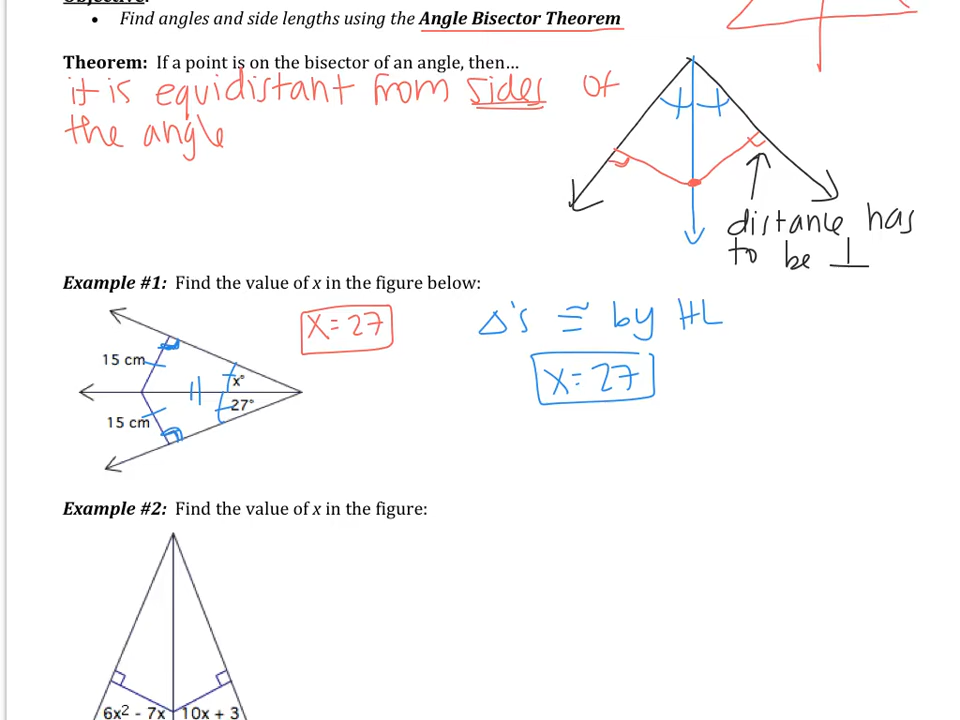 Objective:
• Find angles and side lengths using the Angle Bisector Theorem
Theorem: If a point is on the bisector of an angle, then…
it is equidistant from sides of
the angle
distance has
to be ⊥
Example #1: Find the value of x in the figure below:
15 cm
x°
27°
15 cm
x = 27
△'s ≅ by HL
x = 27
Example #2: Find the value of x in the figure:
6x² - 7x
10x + 3